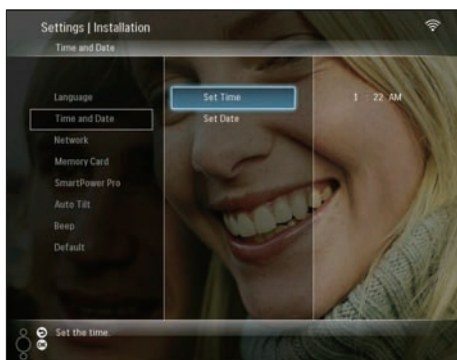 Settings | Installation
Time and Date
Language
Set Time
1 : 22 AM
Time and Date
Set Date
Network
Memory Card
SmartPower Pro
Auto Tilt
Beep
Default
Set the time.
OK